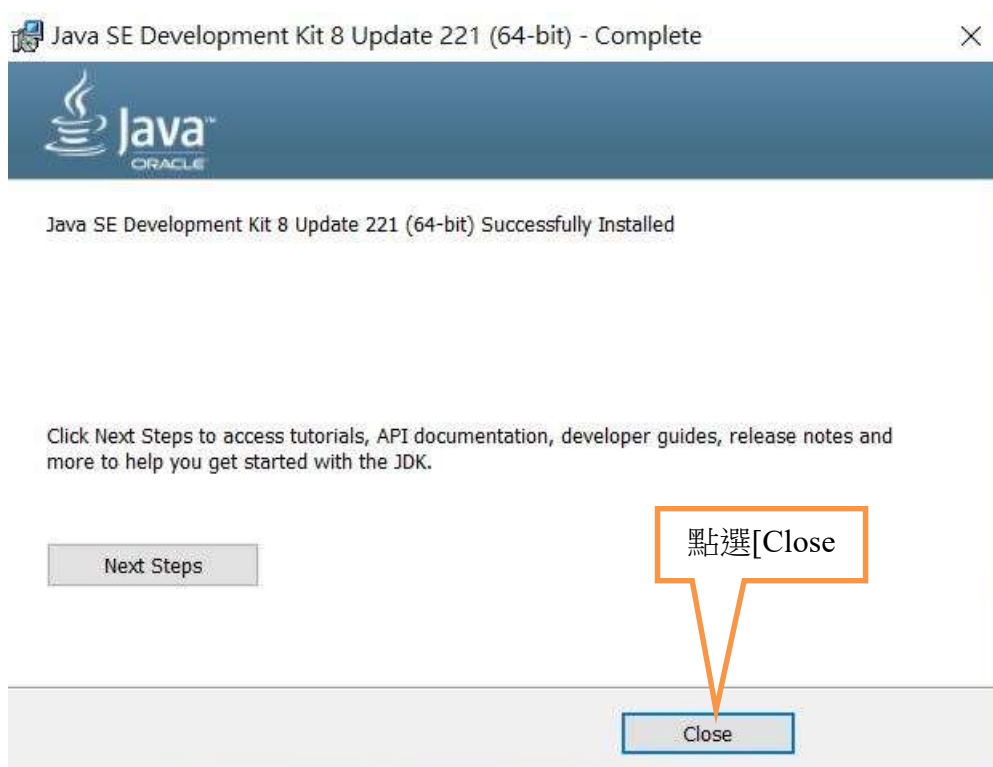 Java SE Development Kit 8 Update 221 (64-bit) - Complete
Java™
ORACLE
Java SE Development Kit 8 Update 221 (64-bit) Successfully Installed
Click Next Steps to access tutorials, API documentation, developer guides, release notes and
more to help you get started with the JDK.
點選[Close
Next Steps
Close